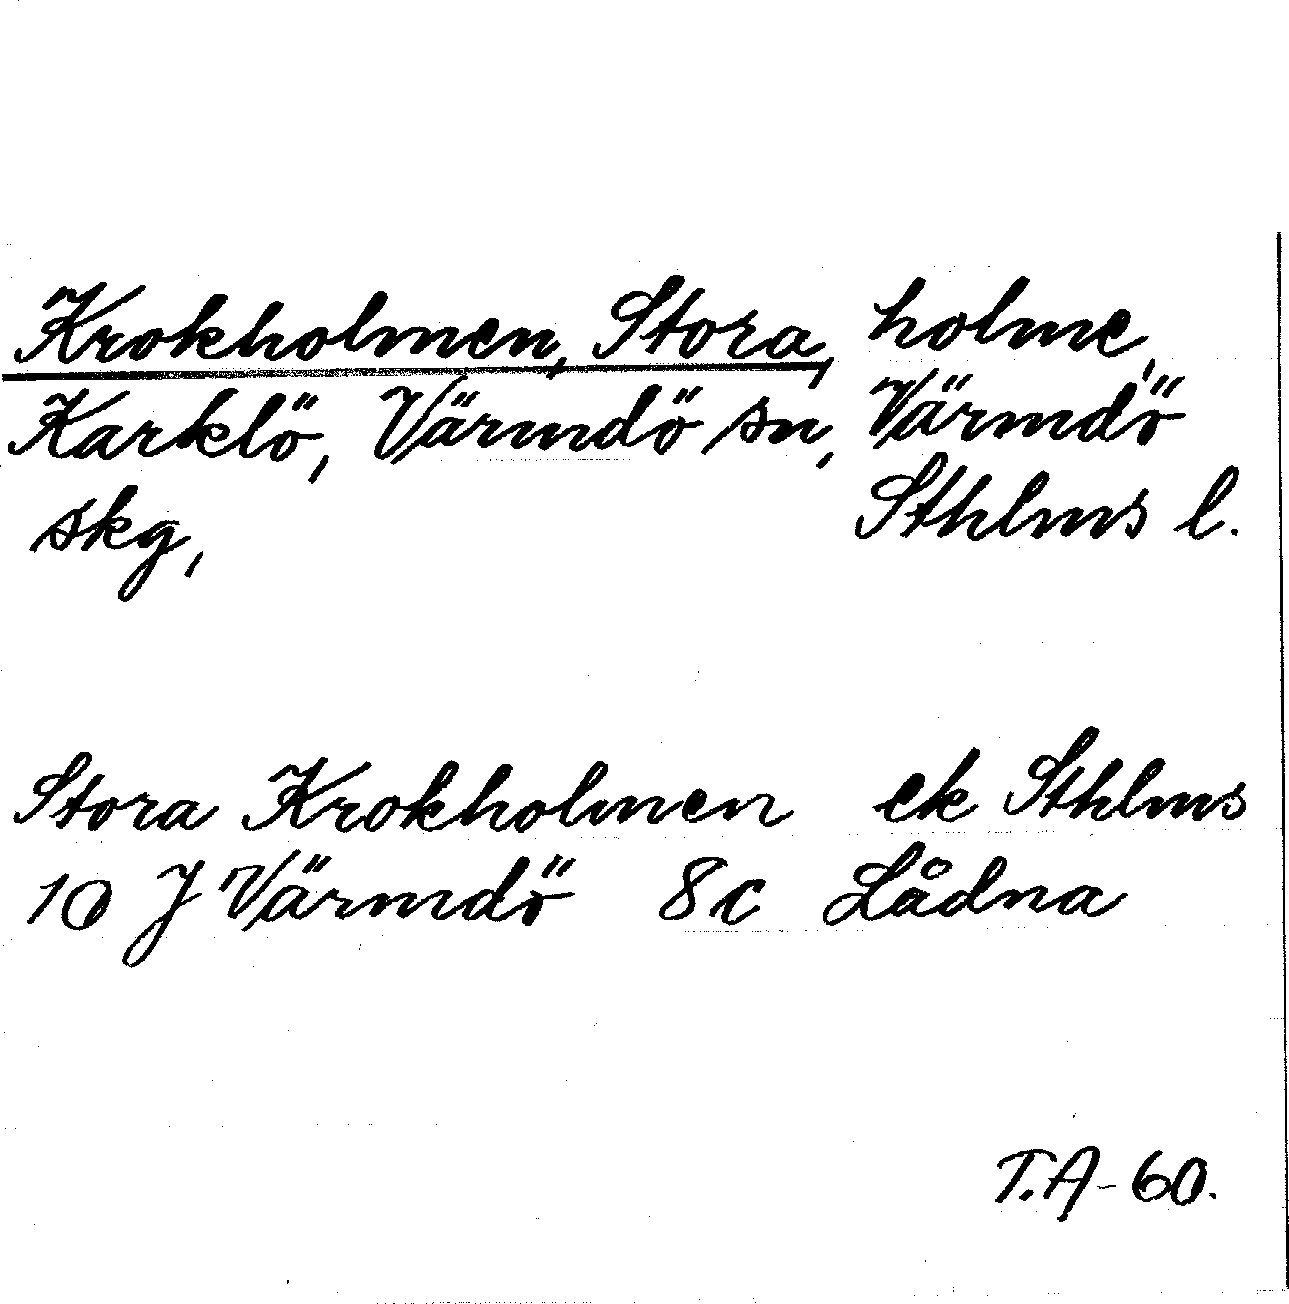 Krokholmen, Stora, holme,
Karklö, Värmdö sn, Värmdö
skg, Sthlms l.
Stora Krokholmen ek Sthlms
10 J Värmdö 8c Lådna
T.A-60.